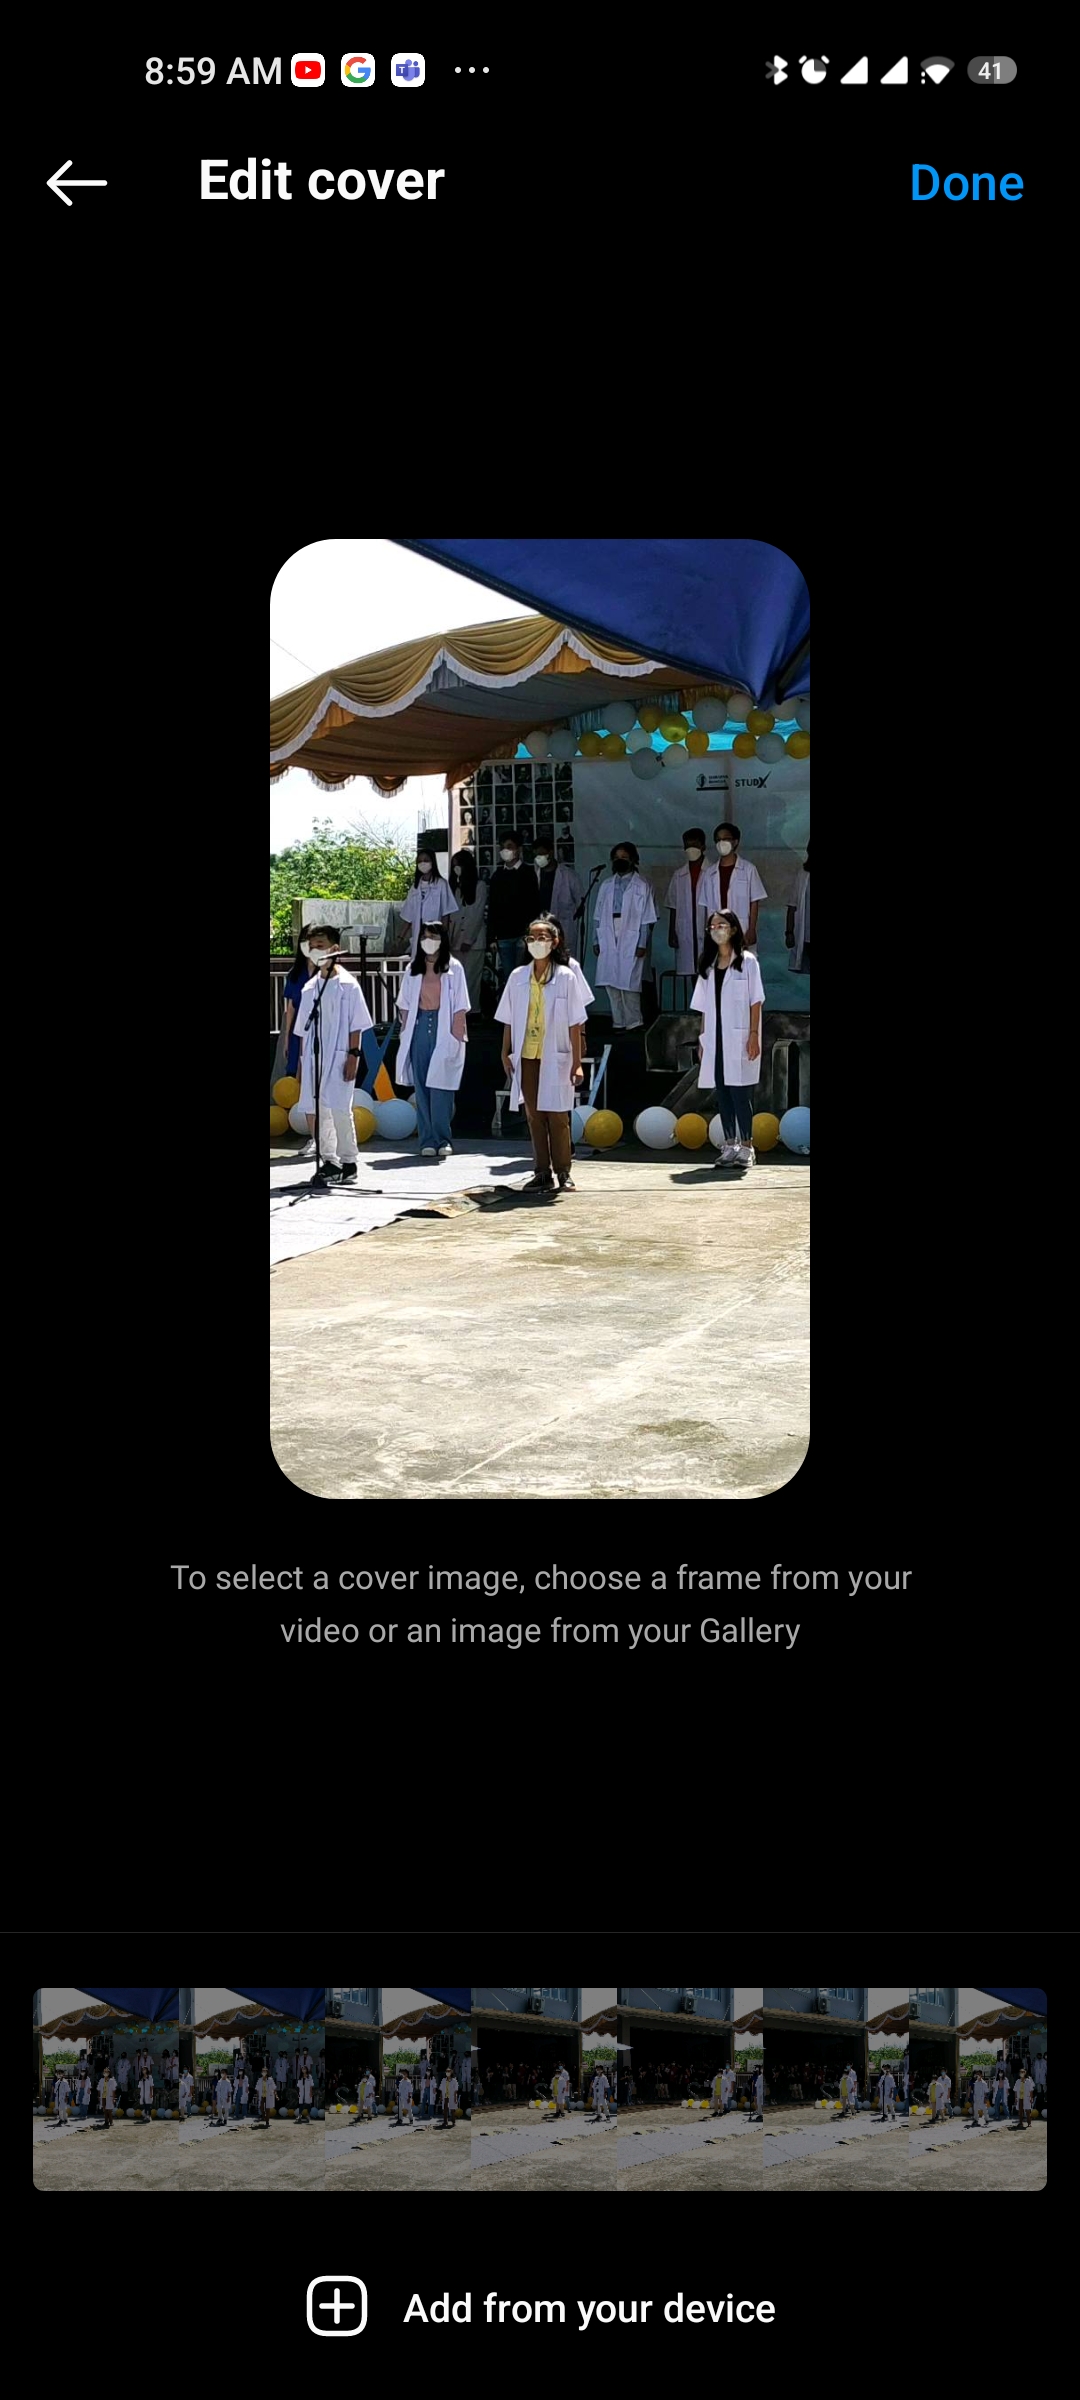 8:59 AM
41
Edit cover
Done
STUDX
To select a cover image, choose a frame from your
video or an image from your Gallery
Add from your device